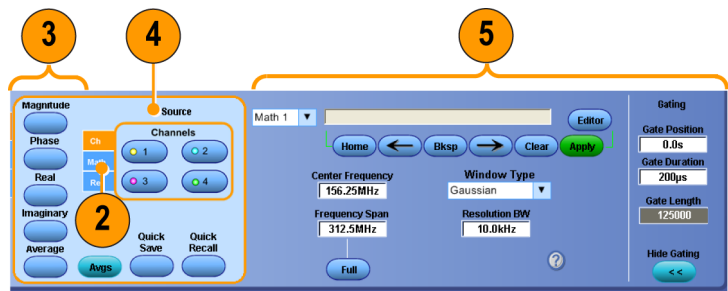 3
4
5
Magnitude
Phase
Real
Imaginary
Average
Source
Ch
Math
2
Channels
1
2
3
4
Avgs
Quick
Save
Quick
Recall
Math 1
Editor
Home
Bksp
Clear
Apply
Center Frequency
156.25MHz
Window Type
Gaussian
Frequency Span
312.5MHz
Resolution BW
10.0kHz
Full
?
Gating
Gate Position
0.0s
Gate Duration
200µs
Gate Length
125000
Hide Gating
< <